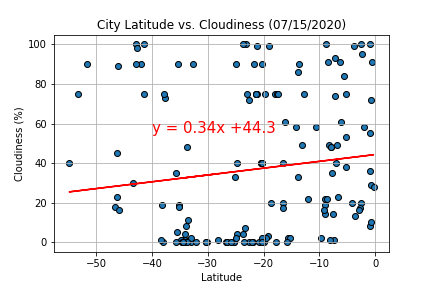 City Latitude vs. Cloudiness (07/15/2020)
100
80
60
40
20
0
Cloudiness (%)
y = 0.34x +44.3
−50 −40 −30 −20 −10 0
Latitude